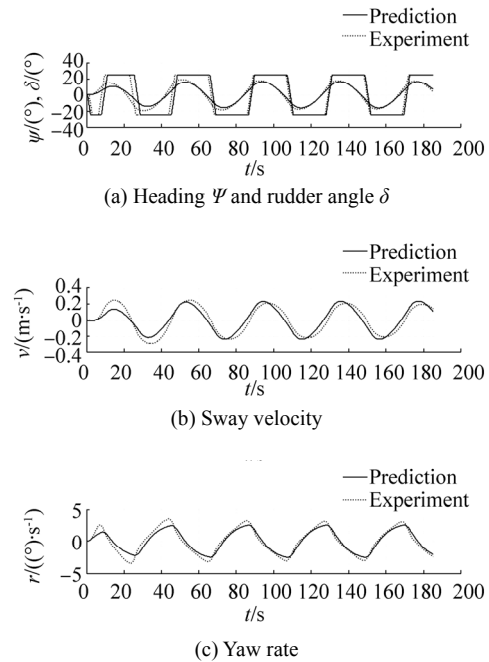 Prediction
Experiment
ψ/(°), δ/(°)
40
20
0
−20
−40
0 20 40 60 80 100 120 140 160 180 200
t/s
(a) Heading Ψ and rudder angle δ
Prediction
Experiment
v/(m·s⁻¹)
0.4
0.2
0
−0.2
−0.4
0 20 40 60 80 100 120 140 160 180 200
t/s
(b) Sway velocity
Prediction
Experiment
r/((°)·s⁻¹)
5
0
−5
0 20 40 60 80 100 120 140 160 180 200
t/s
(c) Yaw rate